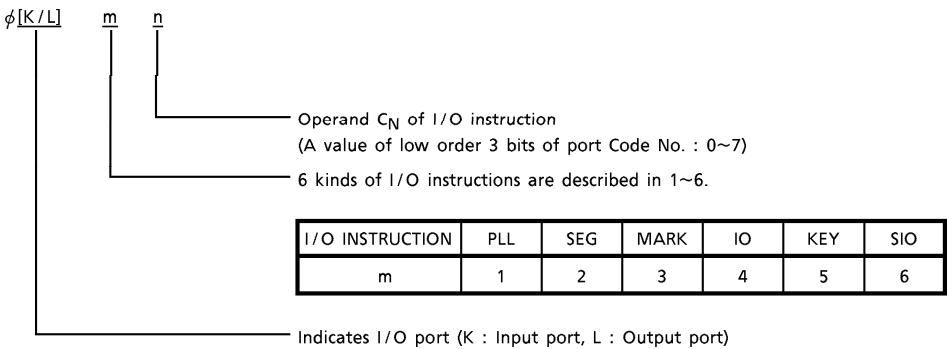 ϕ[K/L] m n
Operand CN of I/O instruction
(A value of low order 3 bits of port Code No. : 0~7)
6 kinds of I/O instructions are described in 1~6.
I/O INSTRUCTION PLL SEG MARK IO KEY SIO
m 1 2 3 4 5 6
Indicates I/O port (K : Input port, L : Output port)